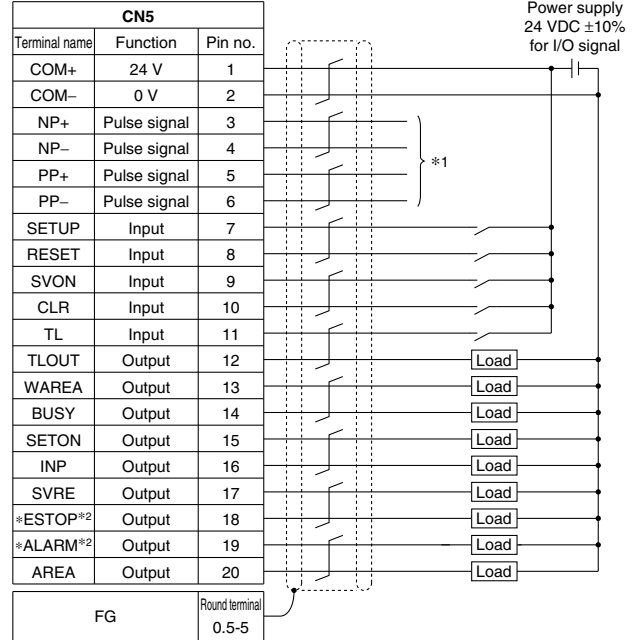 Power supply
24 VDC ±10%
for I/O signal
CN5
Terminal name Function Pin no.
COM+ 24 V 1
COM– 0 V 2
NP+ Pulse signal 3
NP– Pulse signal 4
PP+ Pulse signal 5
PP– Pulse signal 6
*1
SETUP Input 7
RESET Input 8
SVON Input 9
CLR Input 10
TL Input 11
TLOUT Output 12 Load
WAREA Output 13 Load
BUSY Output 14 Load
SETON Output 15 Load
INP Output 16 Load
SVRE Output 17 Load
*ESTOP*2 Output 18 Load
*ALARM*2 Output 19 Load
AREA Output 20 Load
FG Round terminal
0.5-5